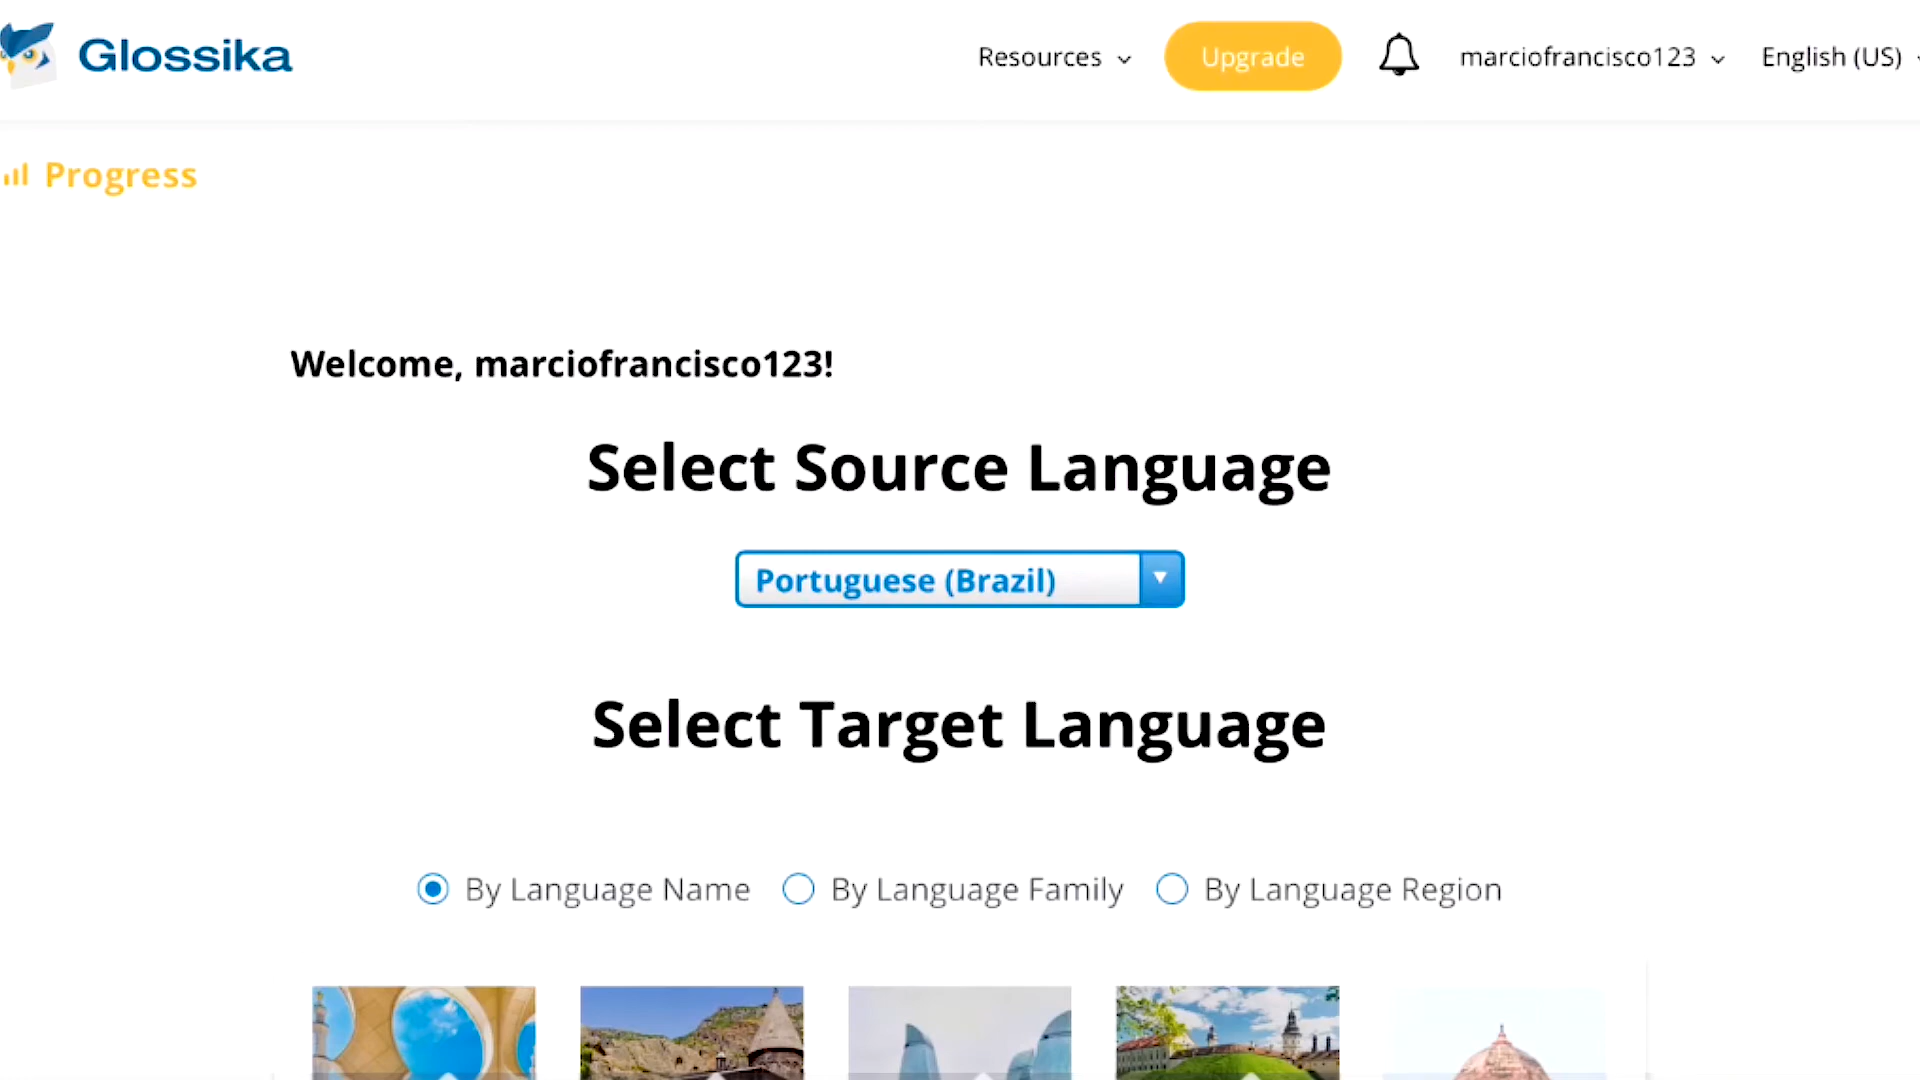 Glossika
Resources
Upgrade
marciofrancisco123
English (US)
Progress
Welcome, marciofrancisco123!
Select Source Language
Portuguese (Brazil)
Select Target Language
By Language Name
By Language Family
By Language Region